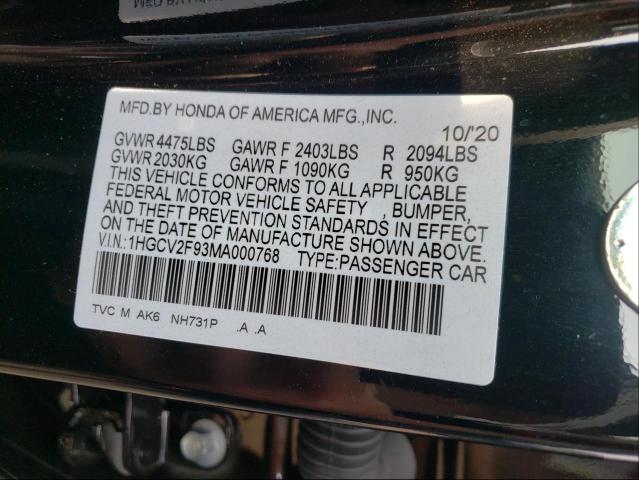 MFD.BY HONDA OF AMERICA MFG.,INC.
10/'20
GVWR 4475LBS GAWR F 2403LBS R 2094LBS
GVWR 2030KG GAWR F 1090KG R 950KG
THIS VEHICLE CONFORMS TO ALL APPLICABLE
FEDERAL MOTOR VEHICLE SAFETY , BUMPER,
AND THEFT PREVENTION STANDARDS IN EFFECT
ON THE DATE OF MANUFACTURE SHOWN ABOVE.
V.I.N.: 1HGCV2F93MA000768 TYPE:PASSENGER CAR
TVC M AK6 NH731P .A .A